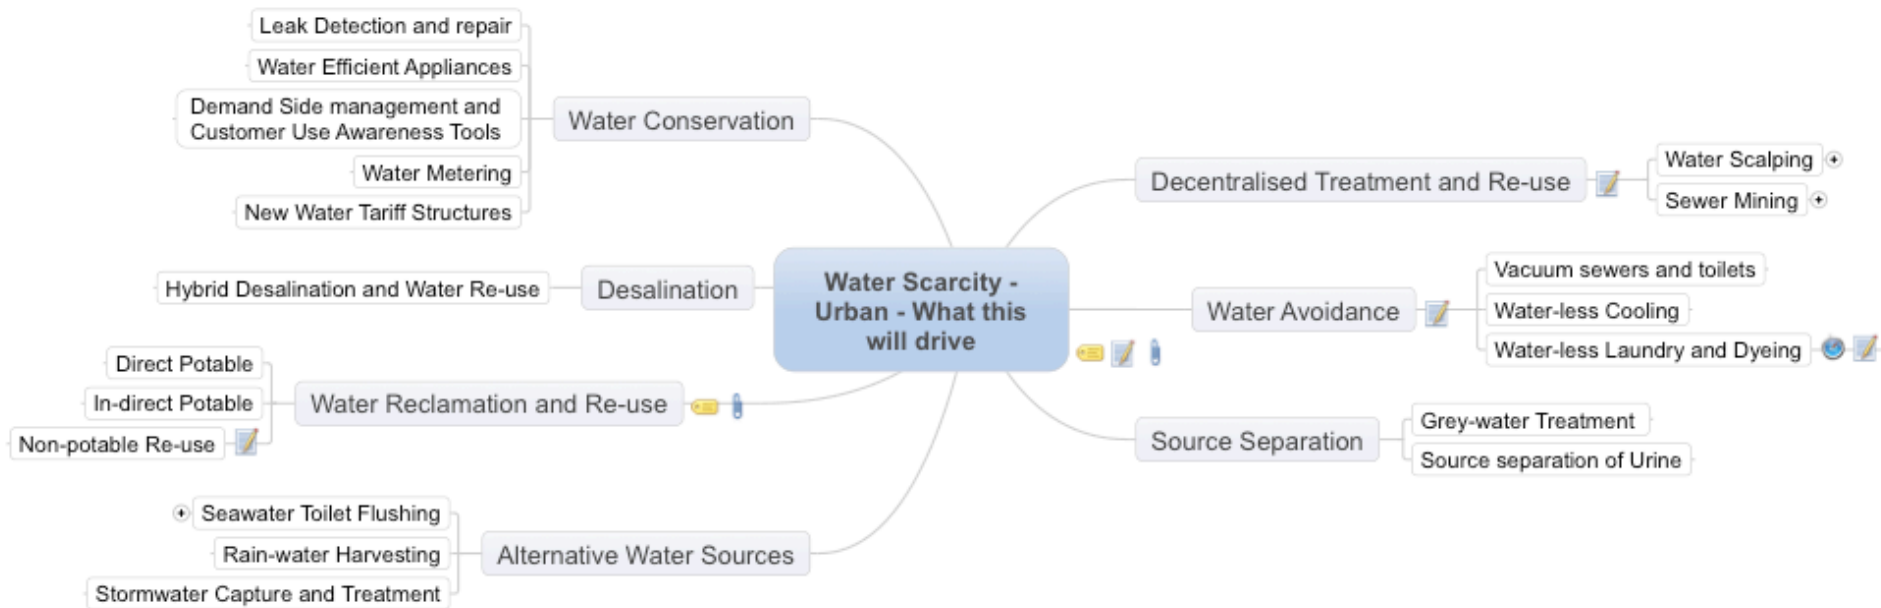 Leak Detection and repair
Water Efficient Appliances
Demand Side management and
Customer Use Awareness Tools
Water Metering
New Water Tariff Structures
Water Conservation
Hybrid Desalination and Water Re-use
Desalination
Direct Potable
In-direct Potable
Non-potable Re-use
Water Reclamation and Re-use
Seawater Toilet Flushing
Rain-water Harvesting
Stormwater Capture and Treatment
Alternative Water Sources
Water Scarcity -
Urban - What this
will drive
Decentralised Treatment and Re-use
Water Scalping
Sewer Mining
Water Avoidance
Vacuum sewers and toilets
Water-less Cooling
Water-less Laundry and Dyeing
Source Separation
Grey-water Treatment
Source separation of Urine